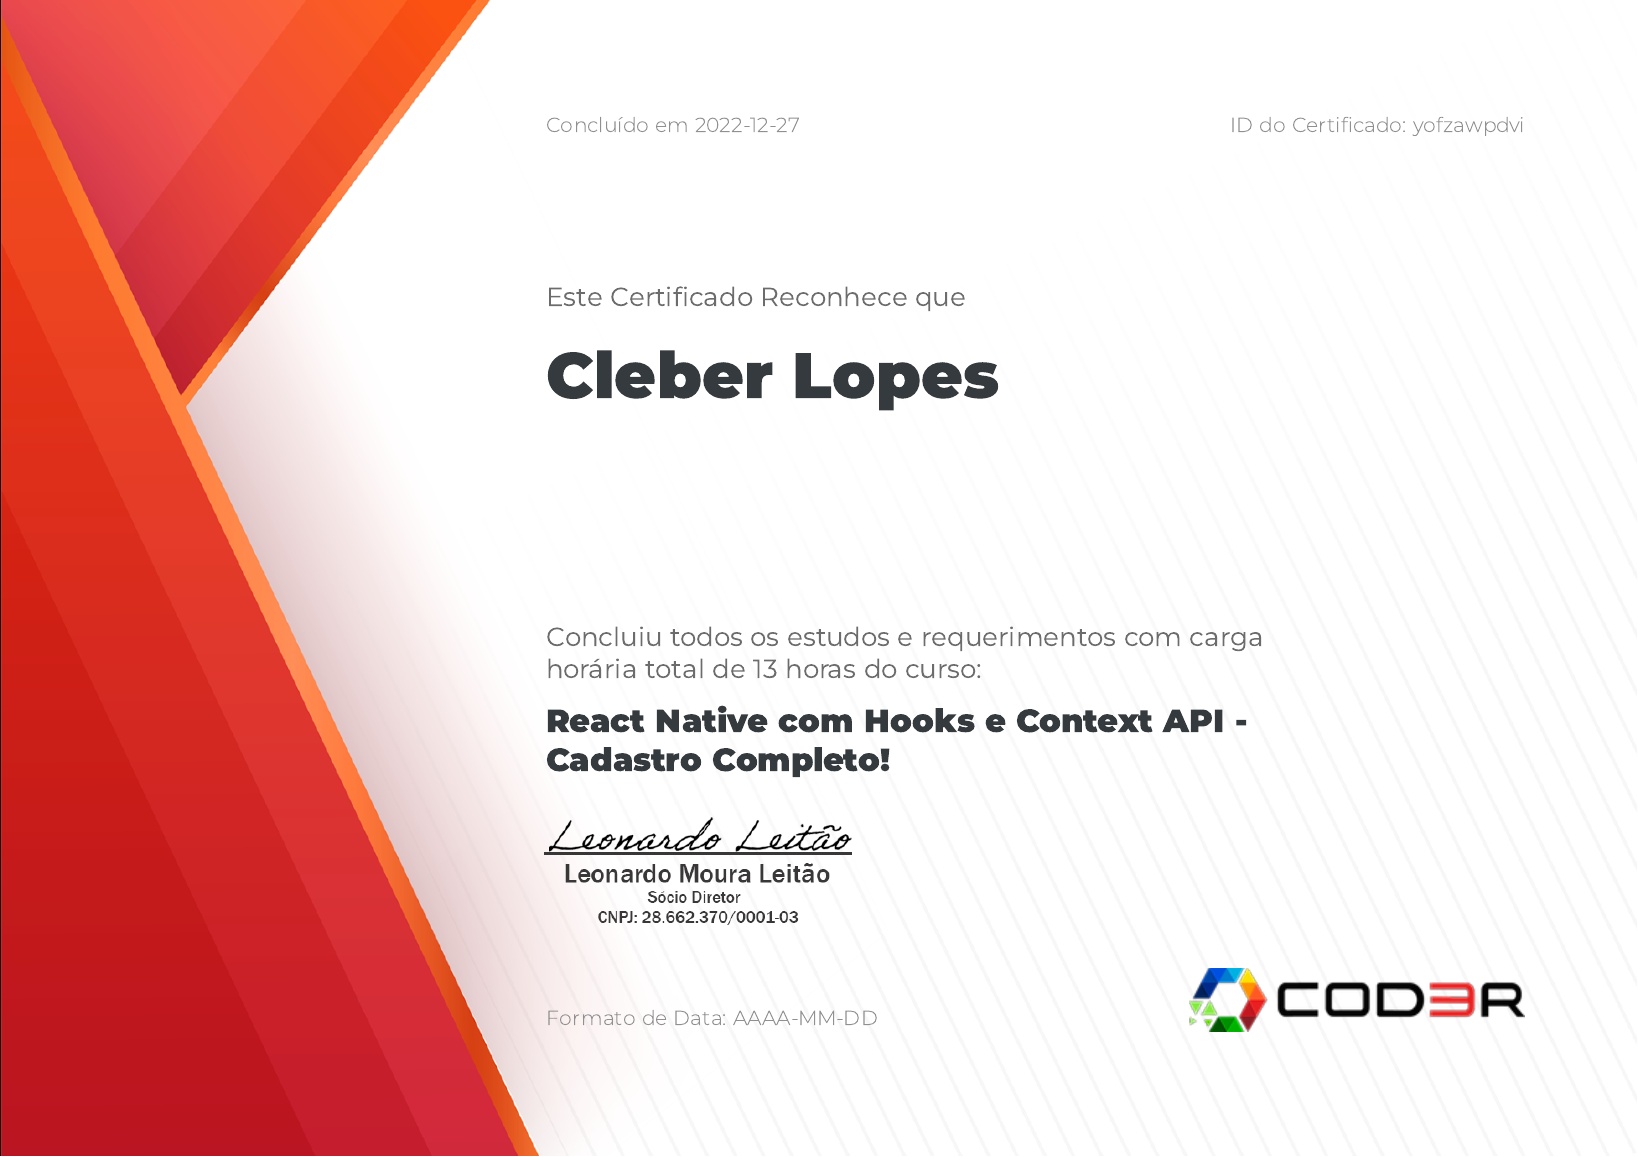 Concluído em 2022-12-27
ID do Certificado: yofzawpdvi
Este Certificado Reconhece que
Cleber Lopes
Concluiu todos os estudos e requerimentos com carga
horária total de 13 horas do curso:
React Native com Hooks e Context API -
Cadastro Completo!
Leonardo Leitão
Leonardo Moura Leitão
Sócio Diretor
CNPJ: 28.662.370/0001-03
Formato de Data: AAAA-MM-DD
COD3R